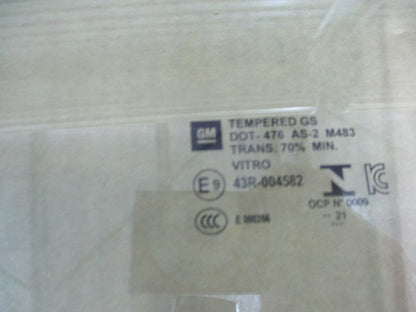 GM
TEMPERED GS
DOT- 476 AS-2 M483
TRANS. 70% MIN.
VITRO
E9 43R-004582
CCC E 000266
N
KC
OCP Nº 0009
21